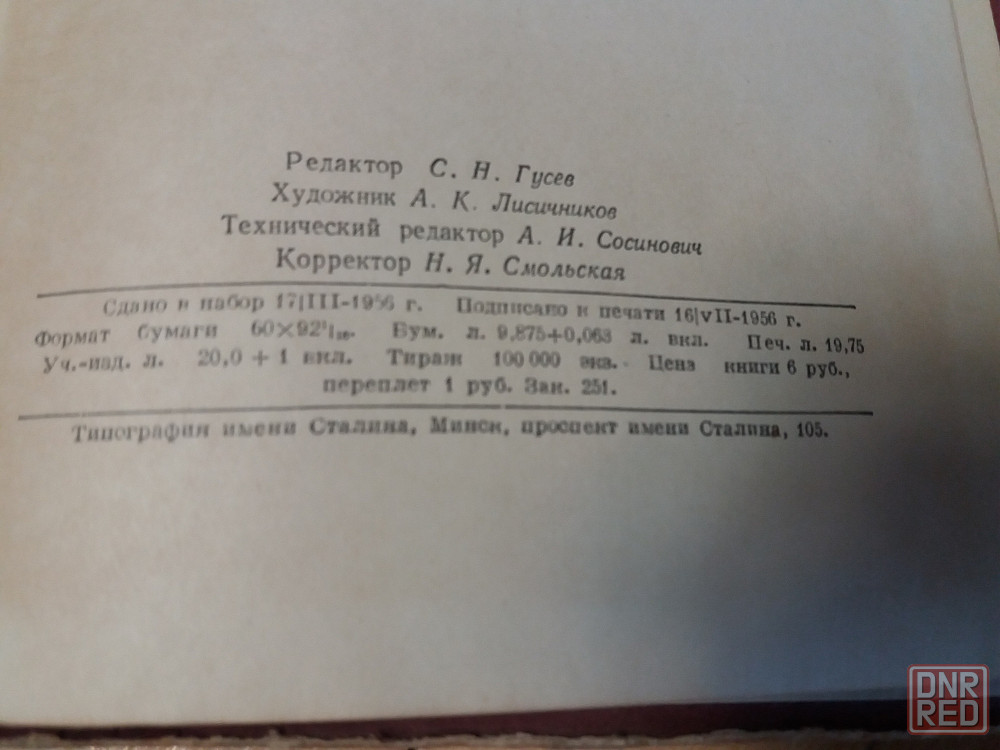 Редактор С. Н. Гусев
Художник А. К. Лисичников
Технический редактор А. И. Сосинович
Корректор Н. Я. Смольская
Сдано в набор 17|III-1956 г. Подписано к печати 16|VII-1956 г.
Формат бумаги 60×92¹|₁₆. Бум. л. 9,875+0,063 л. вкл. Печ. л. 19,75
Уч.-изд. л. 20,0 + 1 вкл. Тираж 100 000 экз. Цена книги 6 руб.,
переплет 1 руб. Зак. 251.
Типография имени Сталина, Минск, проспект имени Сталина, 105.
DNR
RED